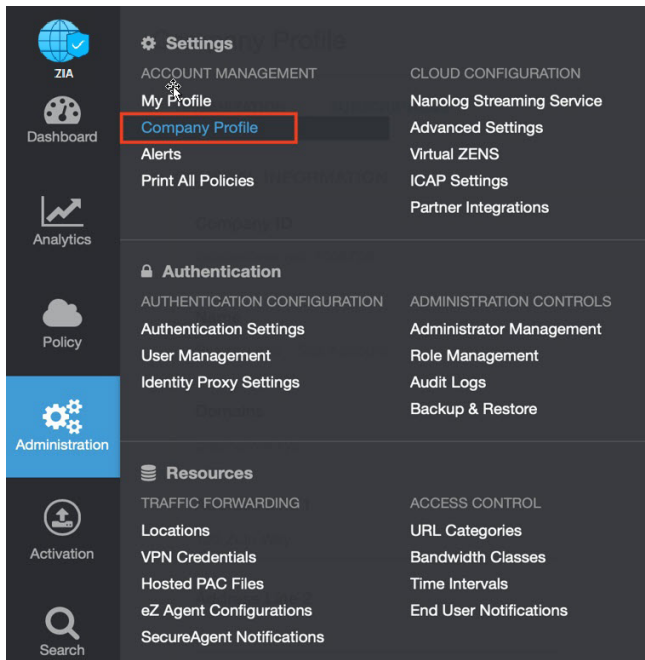 ZIA
Dashboard
Analytics
Policy
Administration
Activation
Search
Settings
ACCOUNT MANAGEMENT
My Profile
Company Profile
Alerts
Print All Policies
CLOUD CONFIGURATION
Nanolog Streaming Service
Advanced Settings
Virtual ZENS
ICAP Settings
Partner Integrations
Authentication
AUTHENTICATION CONFIGURATION
Authentication Settings
User Management
Identity Proxy Settings
ADMINISTRATION CONTROLS
Administrator Management
Role Management
Audit Logs
Backup & Restore
Resources
TRAFFIC FORWARDING
Locations
VPN Credentials
Hosted PAC Files
eZ Agent Configurations
SecureAgent Notifications
ACCESS CONTROL
URL Categories
Bandwidth Classes
Time Intervals
End User Notifications
Company ID
Domains